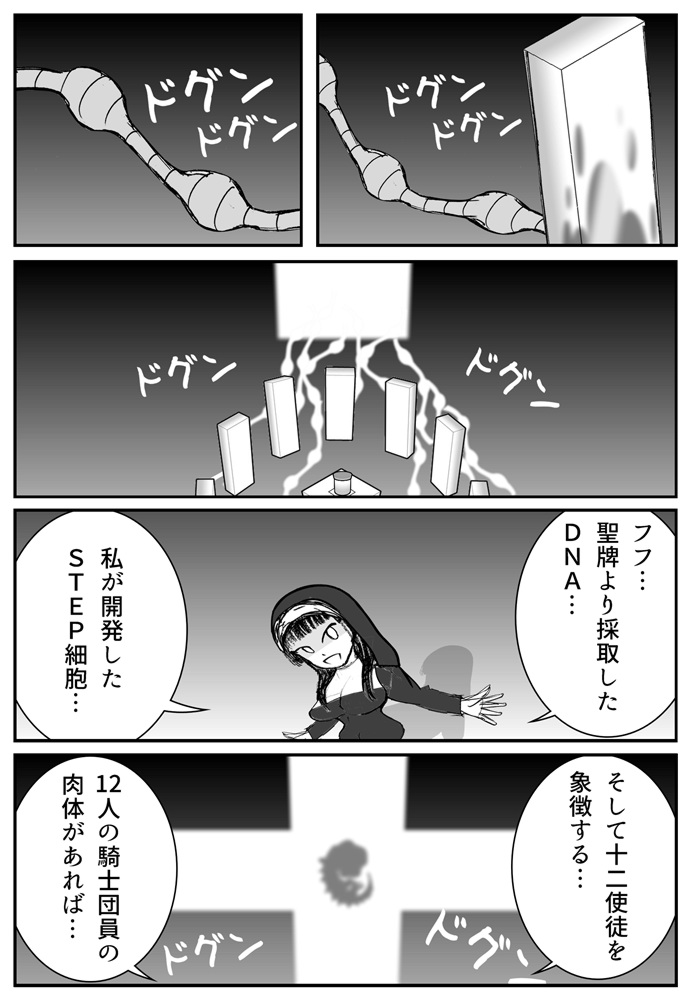 ドグン
ドグン
ドグン
ドグン
ドグン
ドグン
フフ…
聖牌より採取した
DNA…
私が開発した
STEP細胞…
そして十二使徒を
象徴する…
12人の騎士団員の
肉体があれば…
ドグン
ドグン